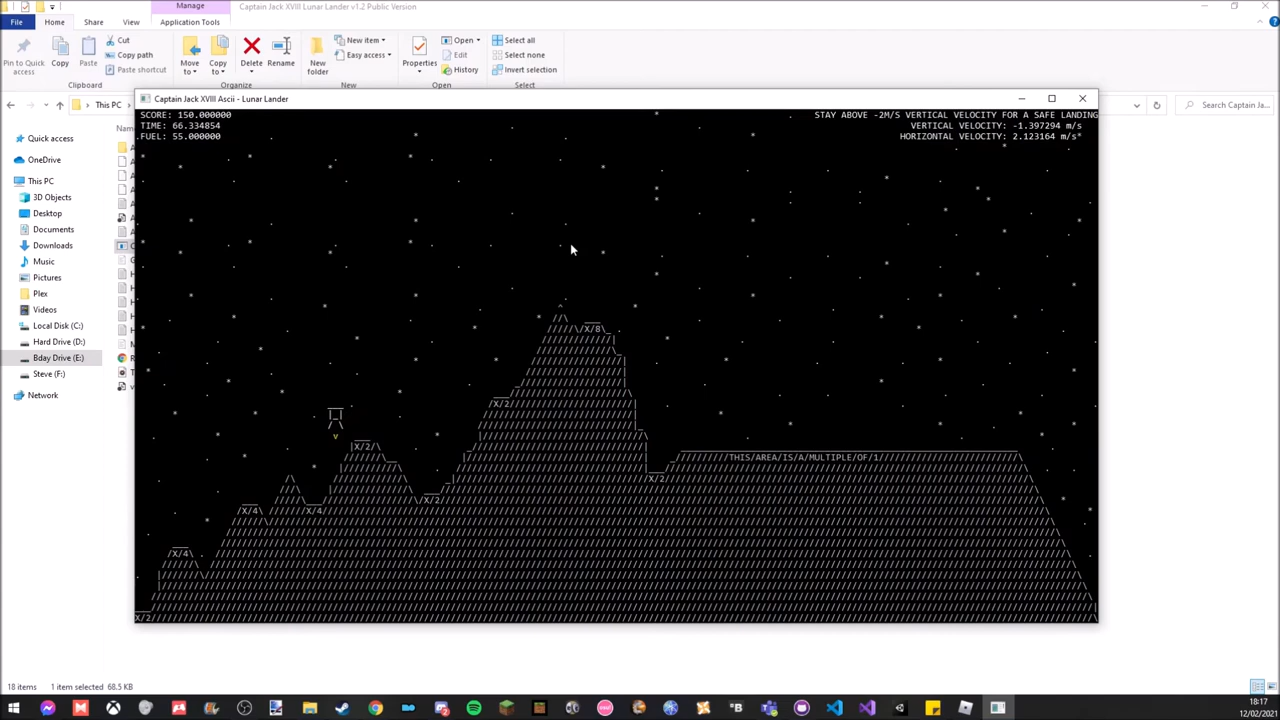 Manage
Captain Jack XVIII Lunar Lander v1.2 Public Version
File
Home
Share
View
Application Tools
Pin to Quick access
Copy
Paste
Cut
Copy path
Paste shortcut
Clipboard
Move to
Copy to
Delete
Rename
Organize
New folder
New item
Easy access
New
Properties
Open
Edit
History
Open
Select all
Select none
Invert selection
Select
This PC
Search Captain Ja...
Captain Jack XVIII Ascii - Lunar Lander
SCORE: 150.000000
TIME: 66.334854
FUEL: 55.000000
STAY ABOVE -2M/S VERTICAL VELOCITY FOR A SAFE LANDING
VERTICAL VELOCITY: -1.397294 m/s
HORIZONTAL VELOCITY: 2.123164 m/s
Quick access
OneDrive
This PC
3D Objects
Desktop
Documents
Downloads
Music
Pictures
Plex
Videos
Local Disk (C:)
Hard Drive (D:)
Bday Drive (E:)
Steve (F:)
Network
X/8
X/2
X/2/
THIS/AREA/IS/A/MULTIPLE/OF/1
X/2
X/2
X/4
X/4
X/4
X/2
18 items
1 item selected 68.5 KB
18:17
12/02/2021